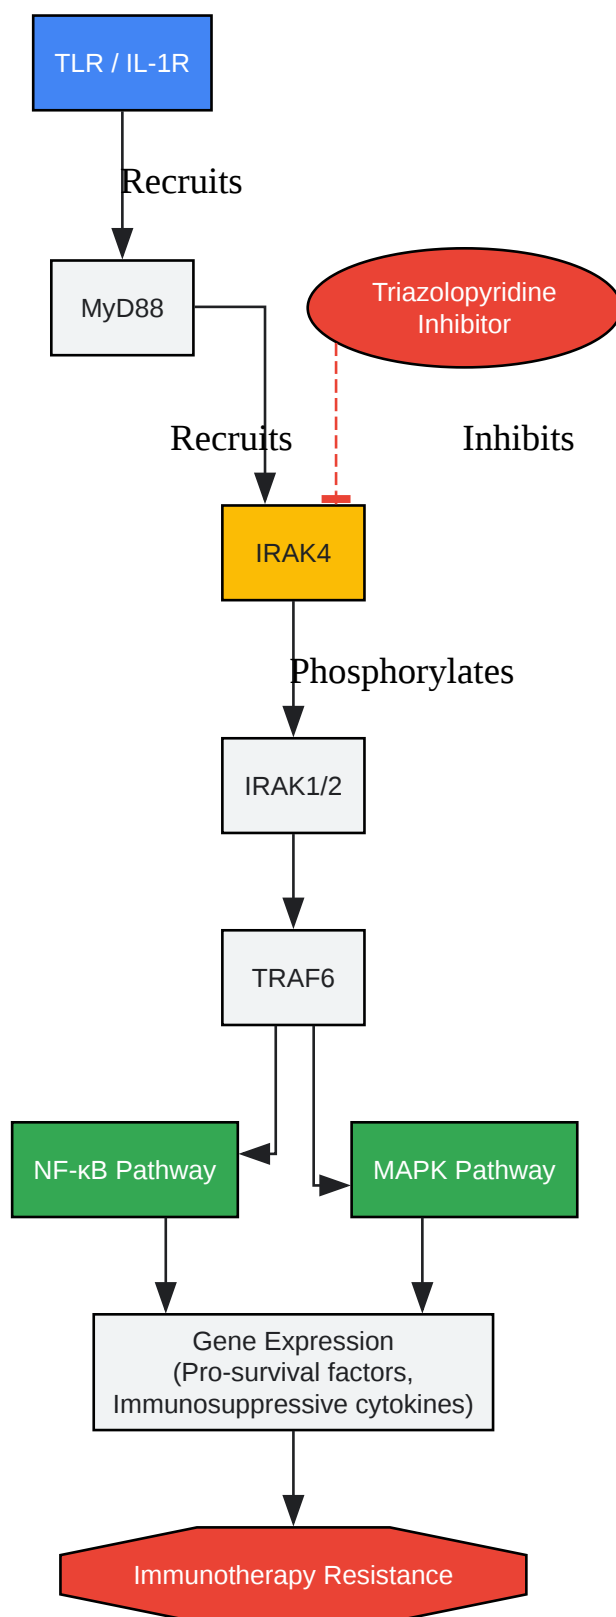 TLR / IL-1R
Recruits
MyD88
Triazolopyridine
Inhibitor
Recruits
Inhibits
IRAK4
Phosphorylates
IRAK1/2
TRAF6
NF-κB Pathway
MAPK Pathway
Gene Expression
(Pro-survival factors,
Immunosuppressive cytokines)
Immunotherapy Resistance